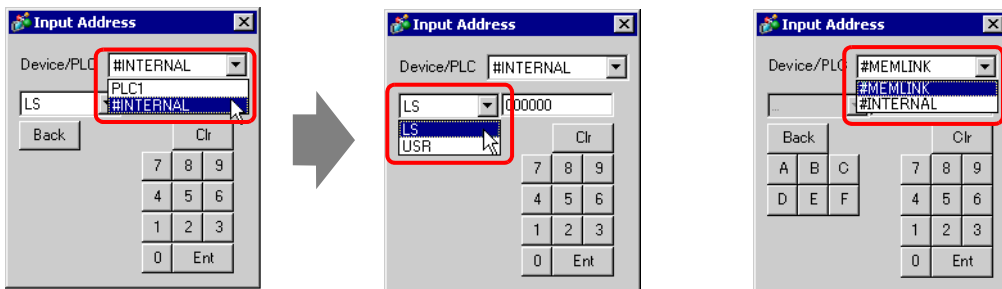 Input Address
Device/PLC #INTERNAL
PLC1
LS #INTERNAL
Back Clr
7 8 9
4 5 6
1 2 3
0 Ent
Input Address
Device/PLC #INTERNAL
LS 000000
LS
USR
Clr
7 8 9
4 5 6
1 2 3
0 Ent
Input Address
Device/PLC #MEMLINK
#MEMLINK
... #INTERNAL
Back Clr
A B C 7 8 9
D E F 4 5 6
1 2 3
0 Ent